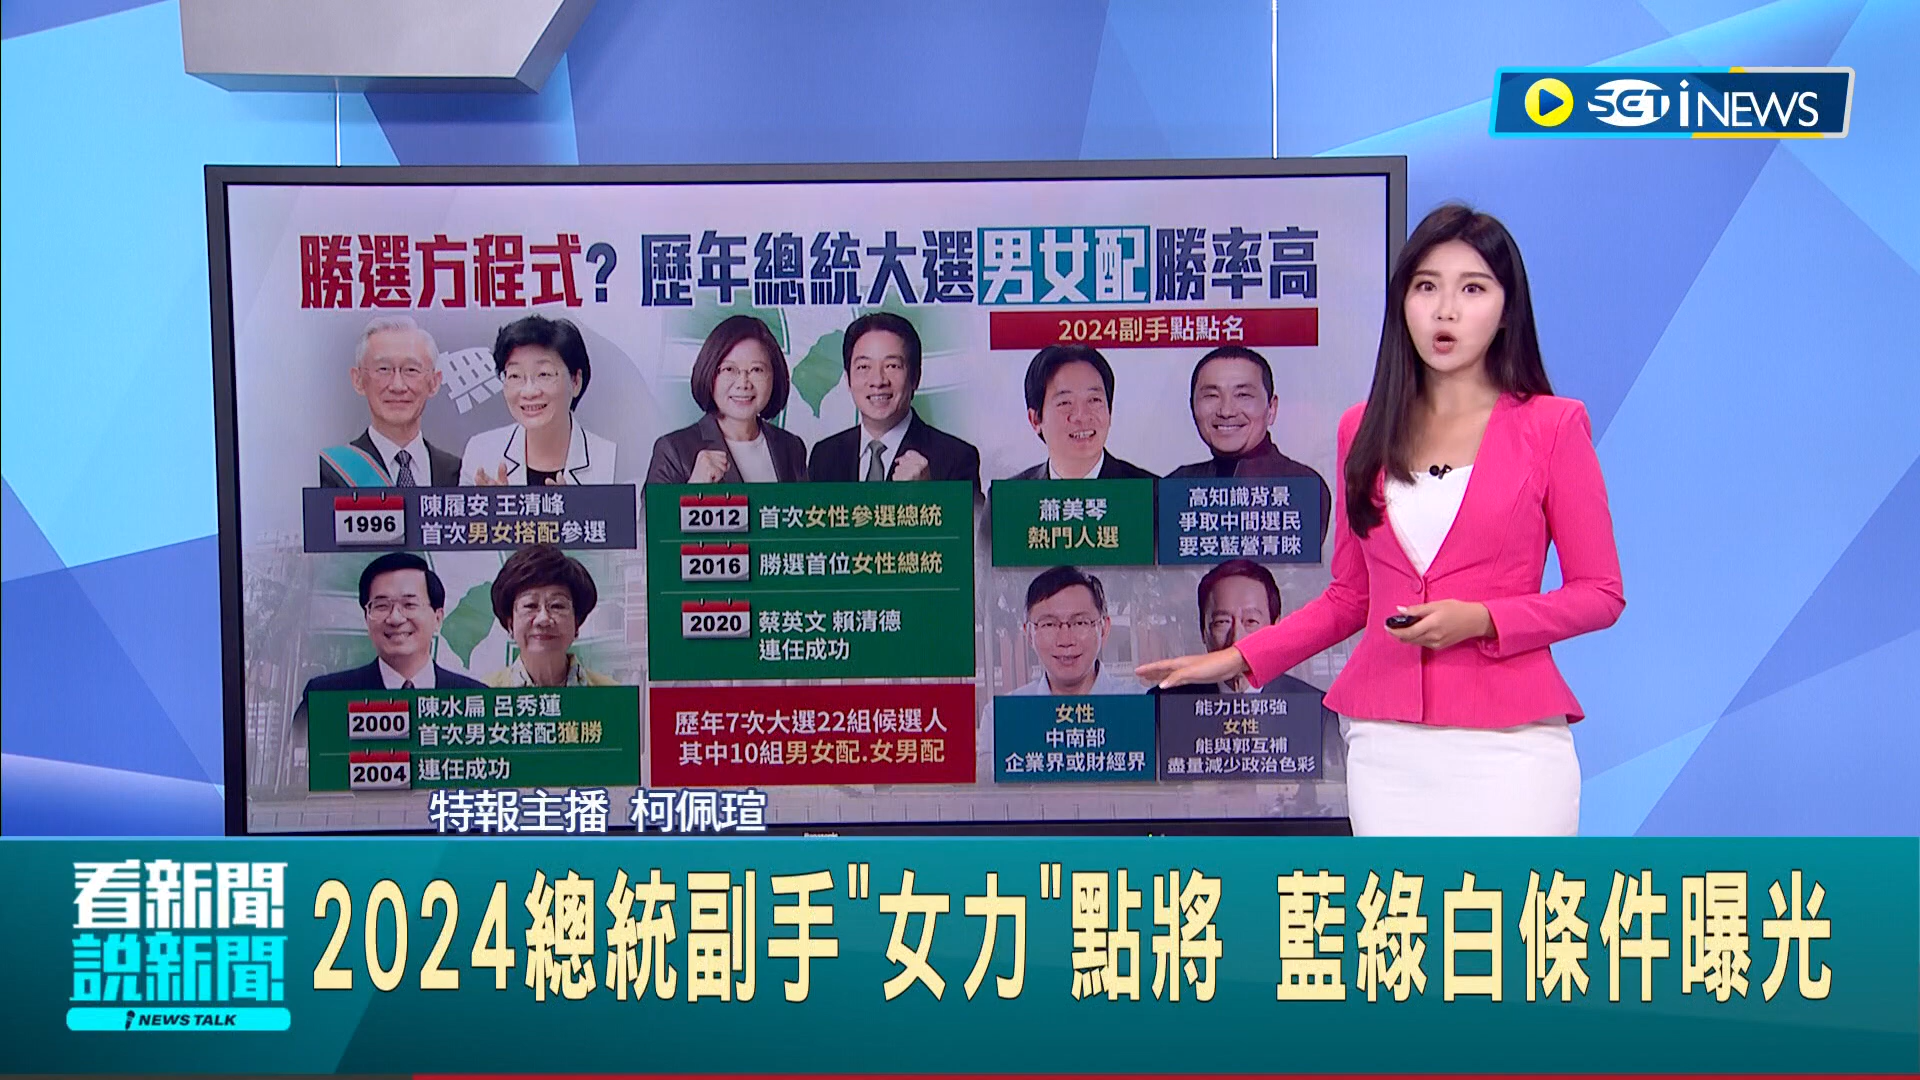 SET iNEWS
勝選方程式? 歷年總統大選男女配勝率高
2024副手點點名
無
1996
陳履安 王清峰
首次男女搭配參選
2000
陳水扁 呂秀蓮
首次男女搭配獲勝
2004
連任成功
2012
首次女性參選總統
2016
勝選首位女性總統
2020
蔡英文 賴清德
連任成功
歷年7次大選22組候選人
其中10組男女配.女男配
蕭美琴
熱門人選
高知識背景
爭取中間選民
要受藍營青睞
女性
中南部
企業界或財經界
能力比郭強
女性
能與郭互補
盡量減少政治色彩
Panasonic
特報主播 柯佩瑄
看新聞
說新聞
iNEWS TALK
2024總統副手"女力"點將 藍綠白條件曝光